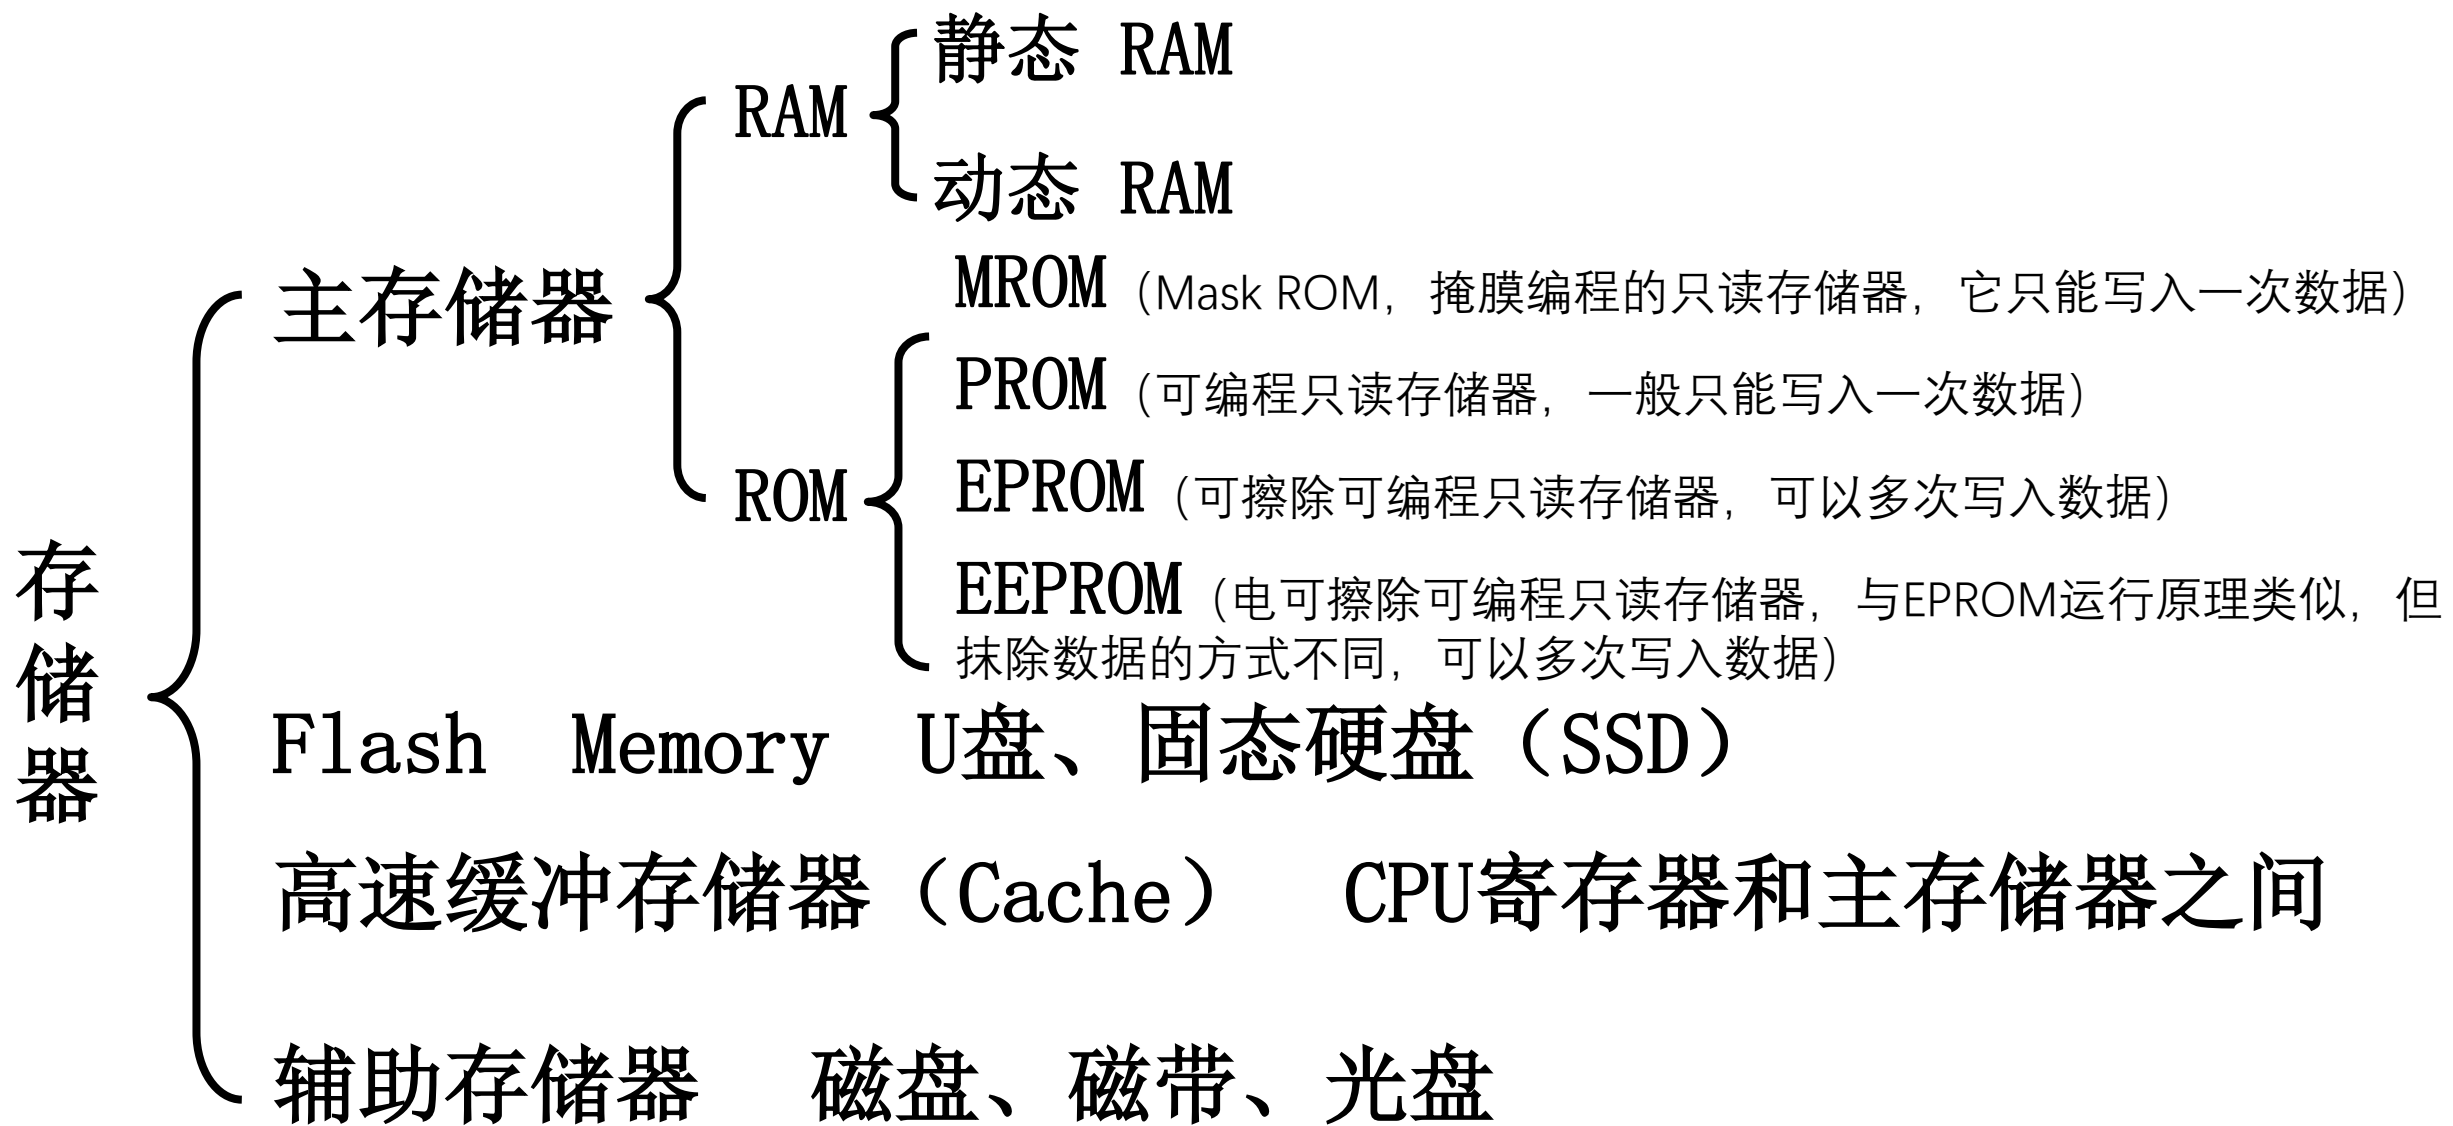 静态 RAM
RAM
动态 RAM
主存储器
MROM（Mask ROM，掩膜编程的只读存储器，它只能写入一次数据）
PROM（可编程只读存储器，一般只能写入一次数据）
ROM
EPROM（可擦除可编程只读存储器，可以多次写入数据）
EEPROM（电可擦除可编程只读存储器，与EPROM运行原理类似，但
抹除数据的方式不同，可以多次写入数据）
存
储
器
Flash Memory U盘、固态硬盘（SSD）
高速缓冲存储器（Cache） CPU寄存器和主存储器之间
辅助存储器 磁盘、磁带、光盘